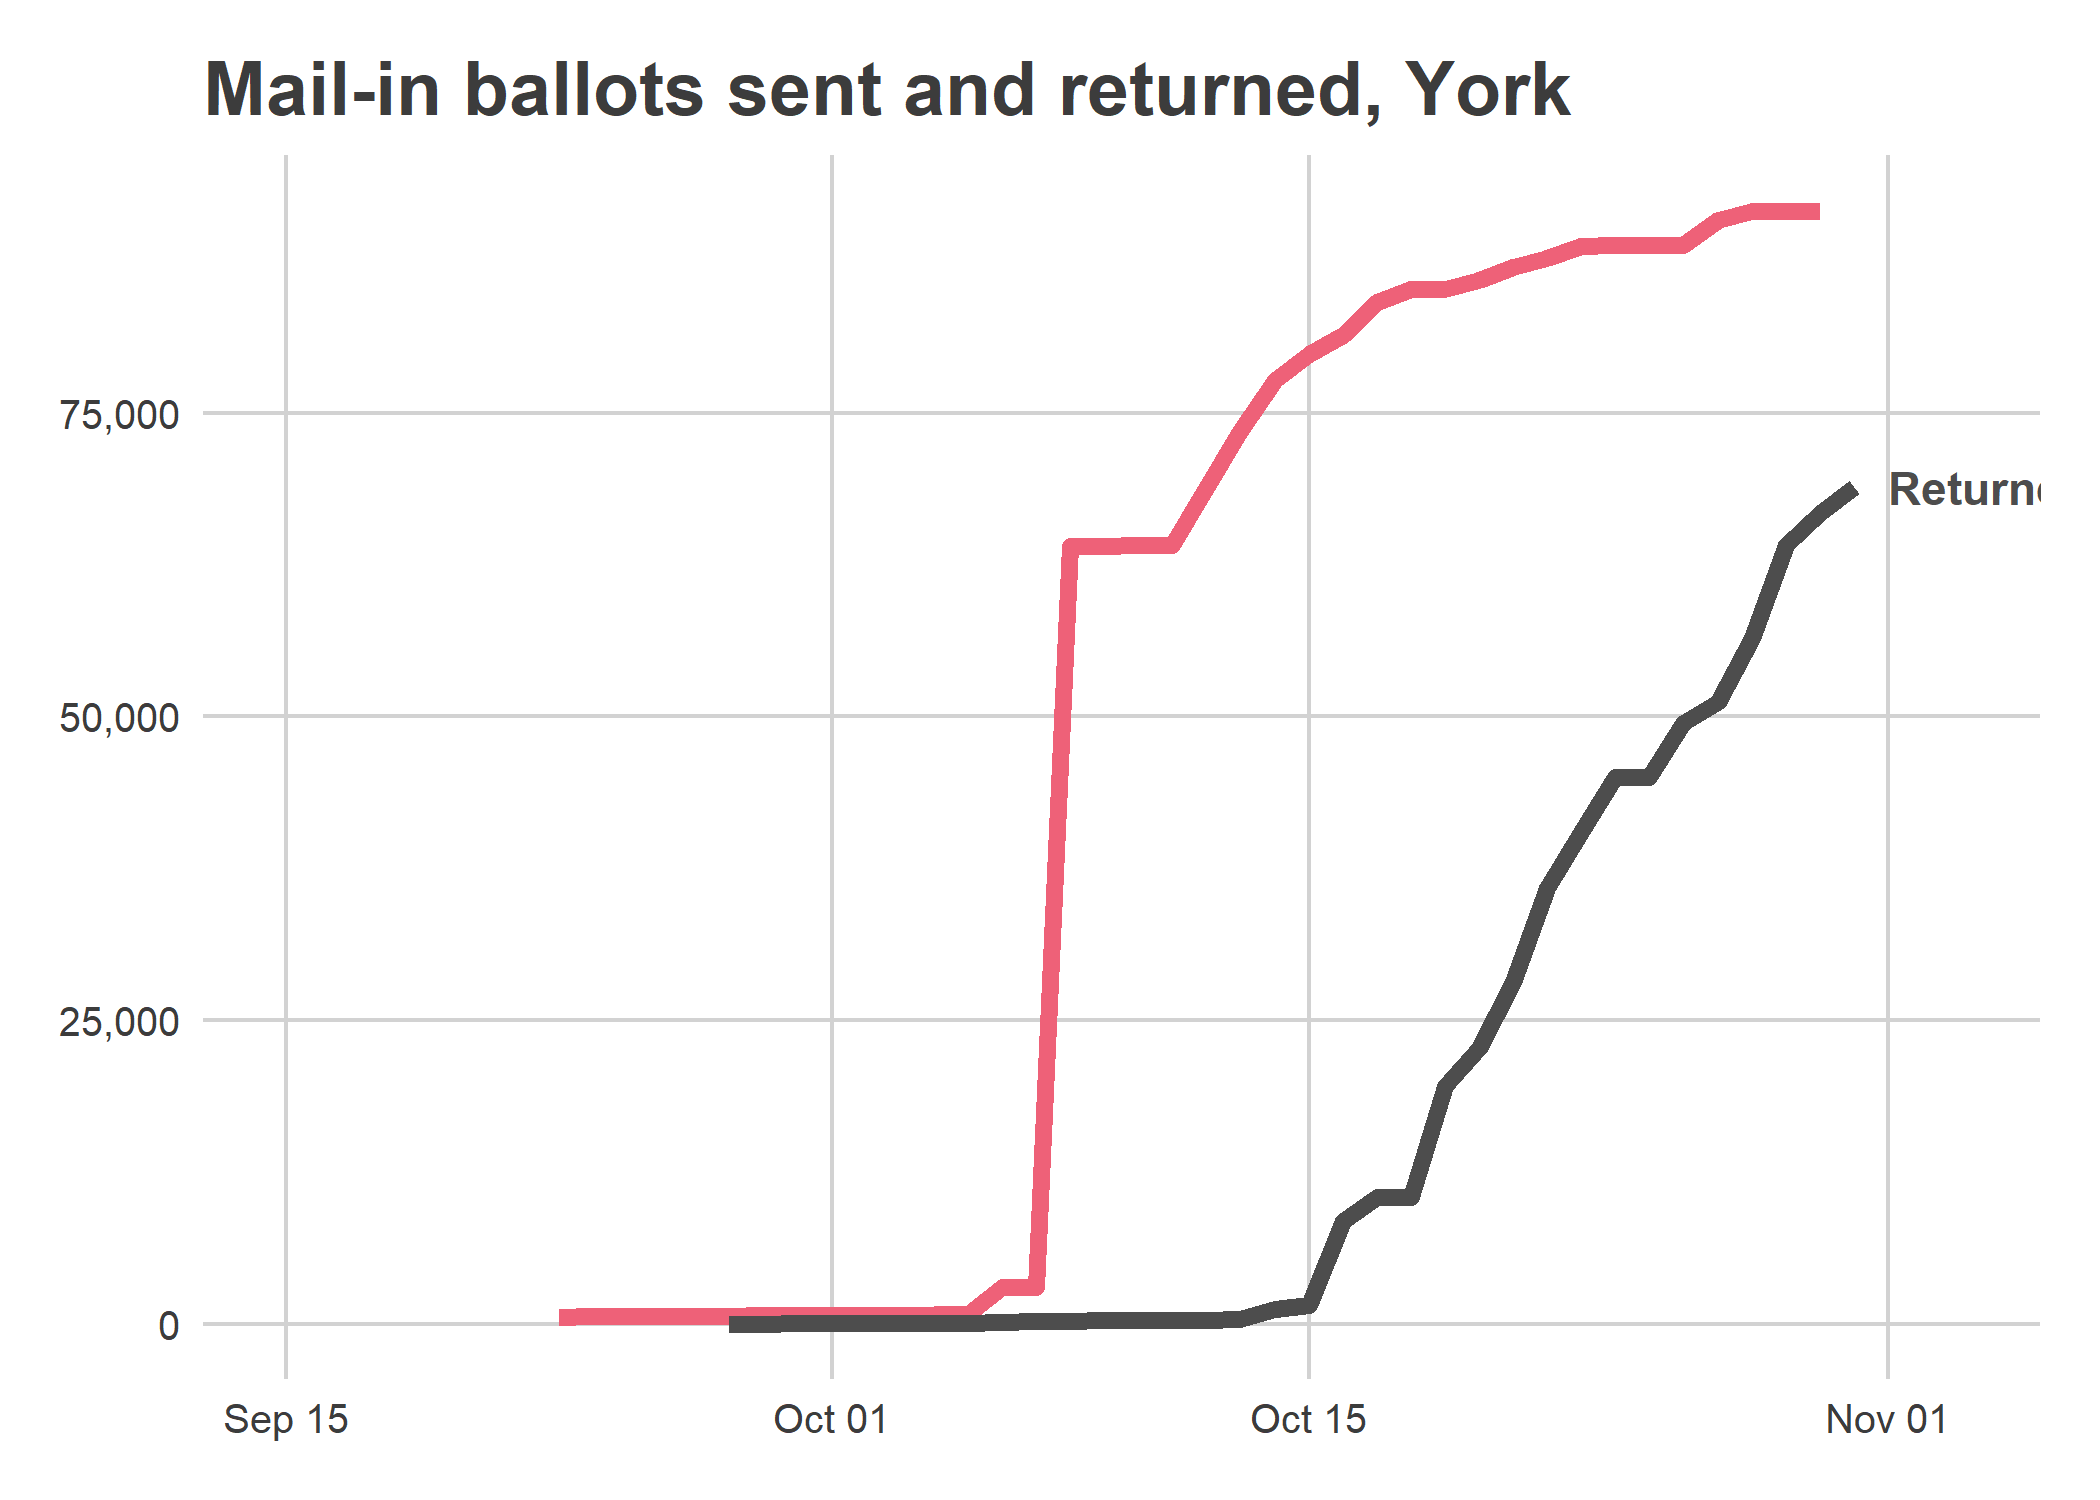 Mail-in ballots sent and returned, York
75,000
Returne
50,000
25,000
0
Sep 15 Oct 01 Oct 15 Nov 01